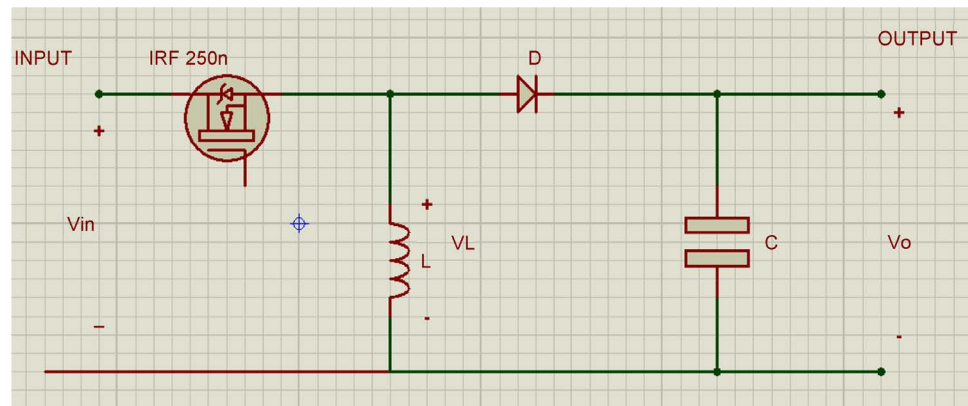 INPUT
IRF 250n
D
OUTPUT
+
+
+
Vin
VL
L
C
Vo
–
-
-